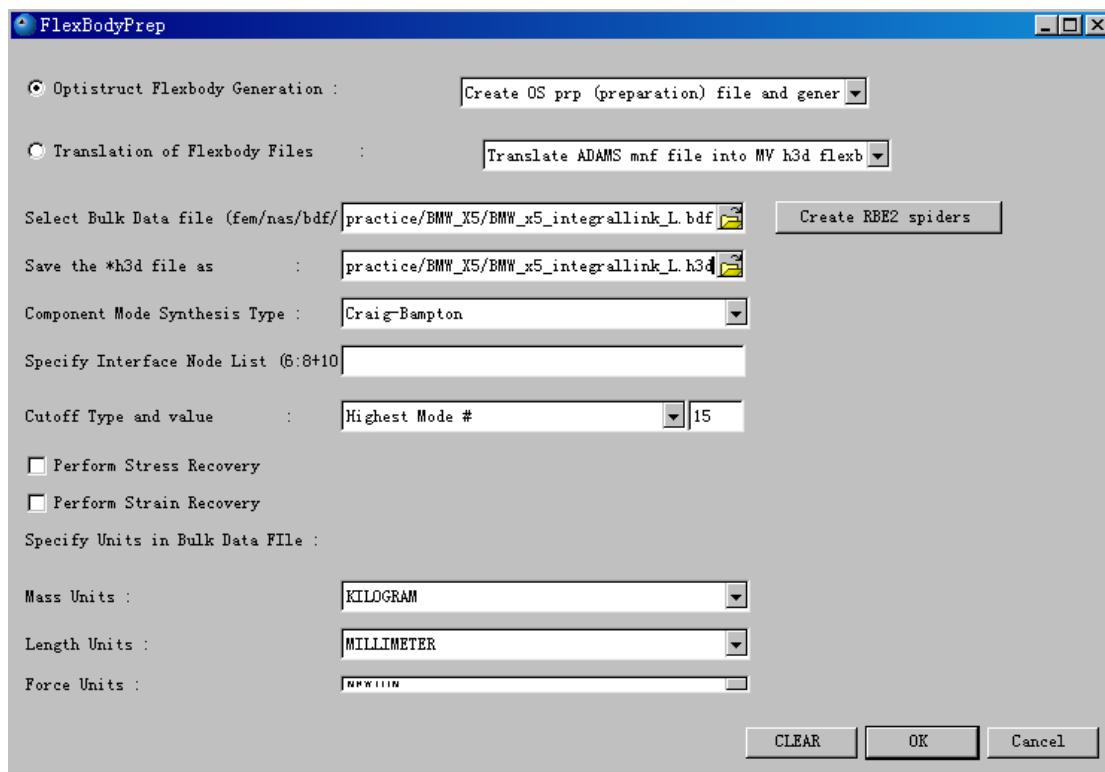 FlexBodyPrep
Optistruct Flexbody Generation : Create OS prp (preparation) file and gener
Translation of Flexbody Files : Translate ADAMS mnf file into MV h3d flexb
Select Bulk Data file (fem/nas/bdf/ practice/BMW_X5/BMW_x5_integrallink_L.bdf Create RBE2 spiders
Save the *h3d file as : practice/BMW_X5/BMW_x5_integrallink_L.h3d
Component Mode Synthesis Type : Craig-Bampton
Specify Interface Node List (6:8+10
Cutoff Type and value : Highest Mode # 15
Perform Stress Recovery
Perform Strain Recovery
Specify Units in Bulk Data FIle :
Mass Units : KILOGRAM
Length Units : MILLIMETER
Force Units : NEWTON
CLEAR OK Cancel